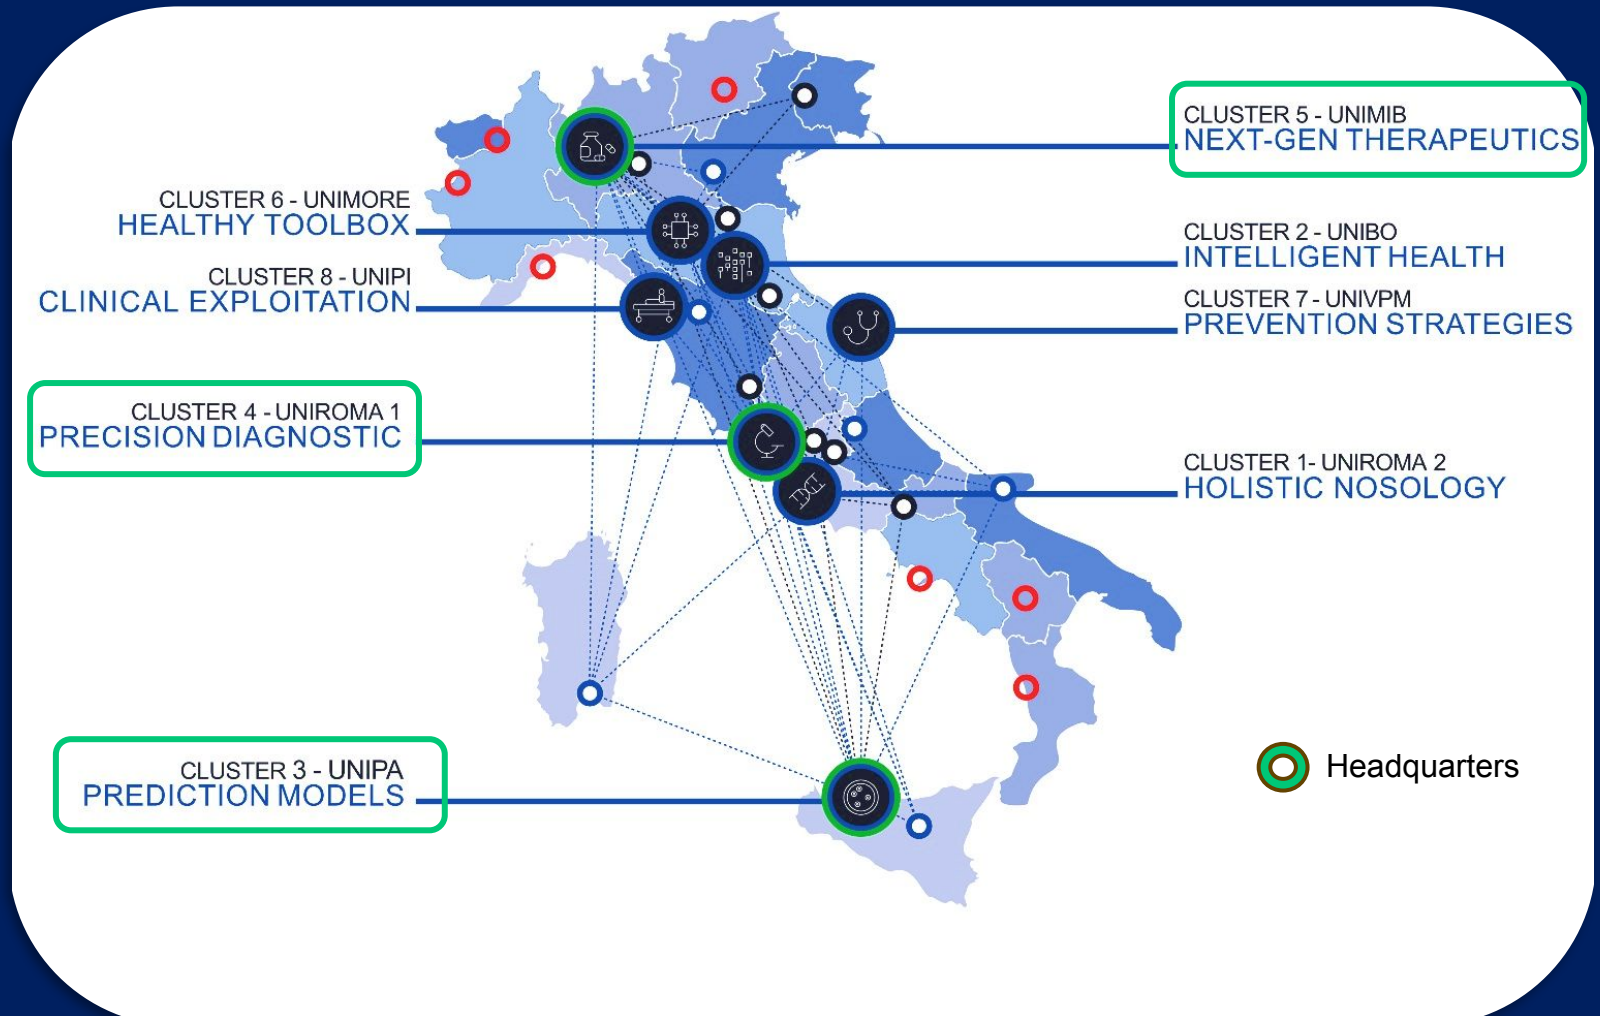 CLUSTER 5 - UNIMIB
NEXT-GEN THERAPEUTICS
CLUSTER 6 - UNIMORE
HEALTHY TOOLBOX
CLUSTER 2 - UNIBO
INTELLIGENT HEALTH
CLUSTER 8 - UNIPI
CLINICAL EXPLOITATION
CLUSTER 7 - UNIVPM
PREVENTION STRATEGIES
CLUSTER 4 - UNIROMA 1
PRECISION DIAGNOSTIC
CLUSTER 1- UNIROMA 2
HOLISTIC NOSOLOGY
CLUSTER 3 - UNIPA
PREDICTION MODELS
Headquarters